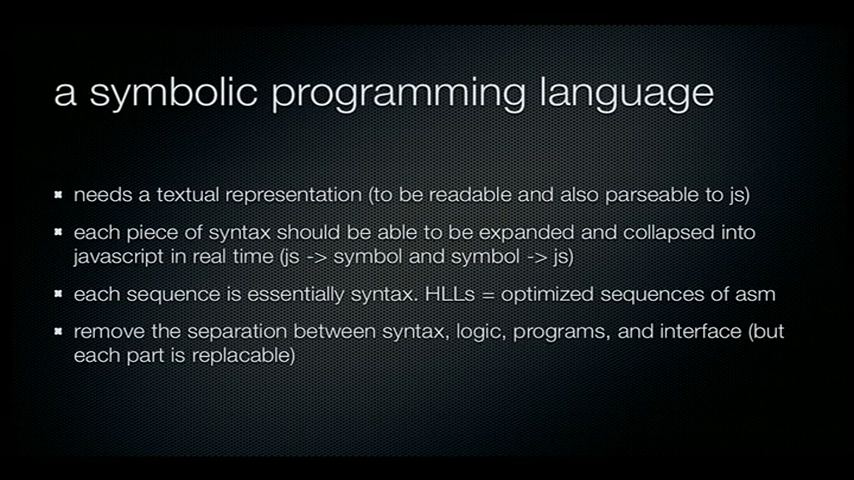 a symbolic programming language
needs a textual representation (to be readable and also parseable to js)
each piece of syntax should be able to be expanded and collapsed into
javascript in real time (js -> symbol and symbol -> js)
each sequence is essentially syntax. HLLs = optimized sequences of asm
remove the separation between syntax, logic, programs, and interface (but
each part is replacable)